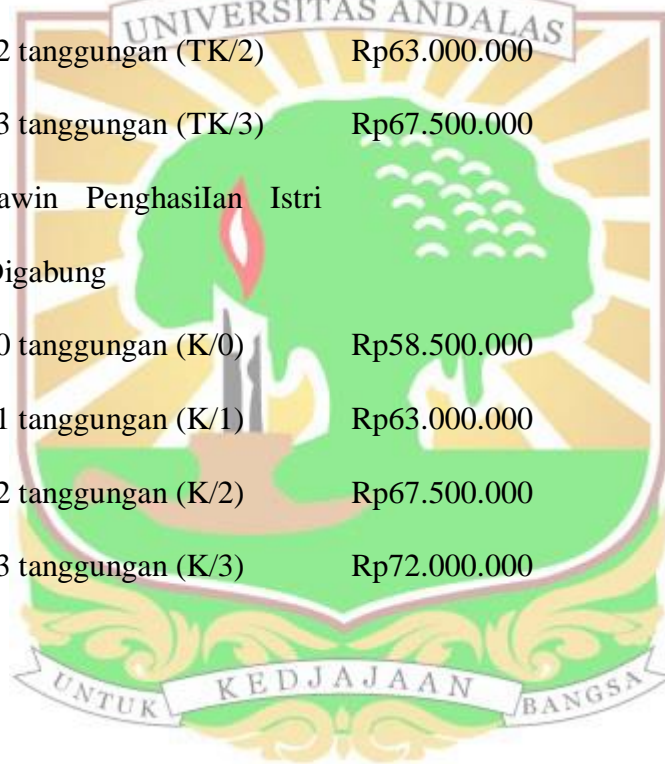 UNIVERSITAS ANDALAS
2 tanggungan (TK/2) Rp63.000.000
3 tanggungan (TK/3) Rp67.500.000
awin PenghasiIan Istri
Digabung
0 tanggungan (K/0) Rp58.500.000
1 tanggungan (K/1) Rp63.000.000
2 tanggungan (K/2) Rp67.500.000
3 tanggungan (K/3) Rp72.000.000
UNTUK KEDJAJAAN BANGSA